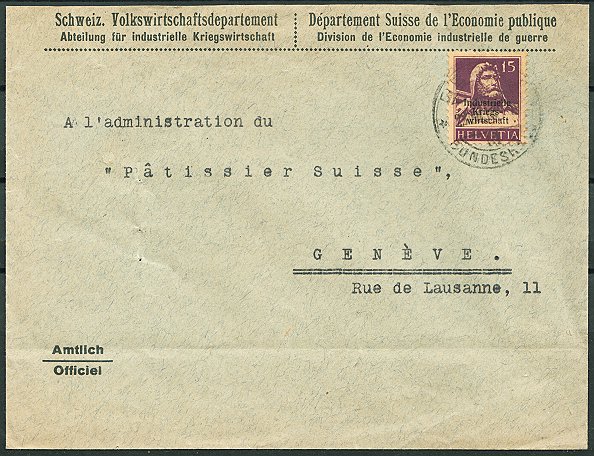 Schweiz. Volkswirtschaftsdepartement
Abteilung für industrielle Kriegswirtschaft
Département Suisse de l'Economie publique
Division de l'Economie industrielle de guerre
15
Industrielle
Kriegs-
wirtschaft
HELVETIA
A l'administration du
"Pâtissier Suisse",
GENÈVE.
Rue de Lausanne, 11
Amtlich
Officiel